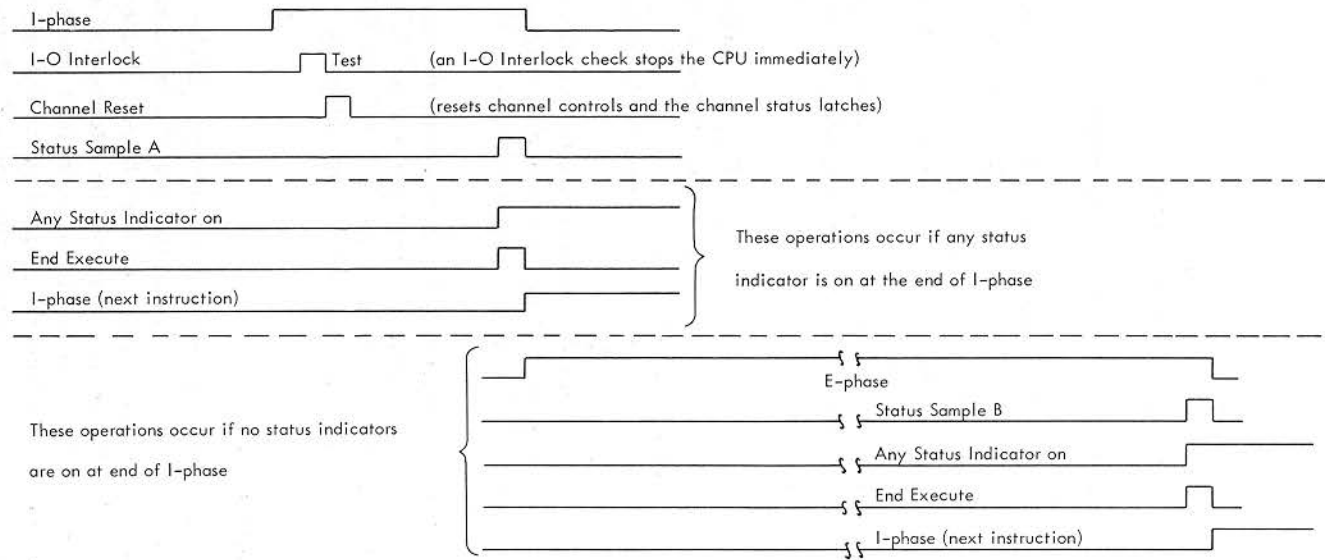 I-phase
I-O Interlock Test (an I-O Interlock check stops the CPU immediately)
Channel Reset (resets channel controls and the channel status latches)
Status Sample A
Any Status Indicator on
End Execute
I-phase (next instruction)
These operations occur if any status
indicator is on at the end of I-phase
These operations occur if no status indicators
are on at end of I-phase
E-phase
Status Sample B
Any Status Indicator on
End Execute
I-phase (next instruction)